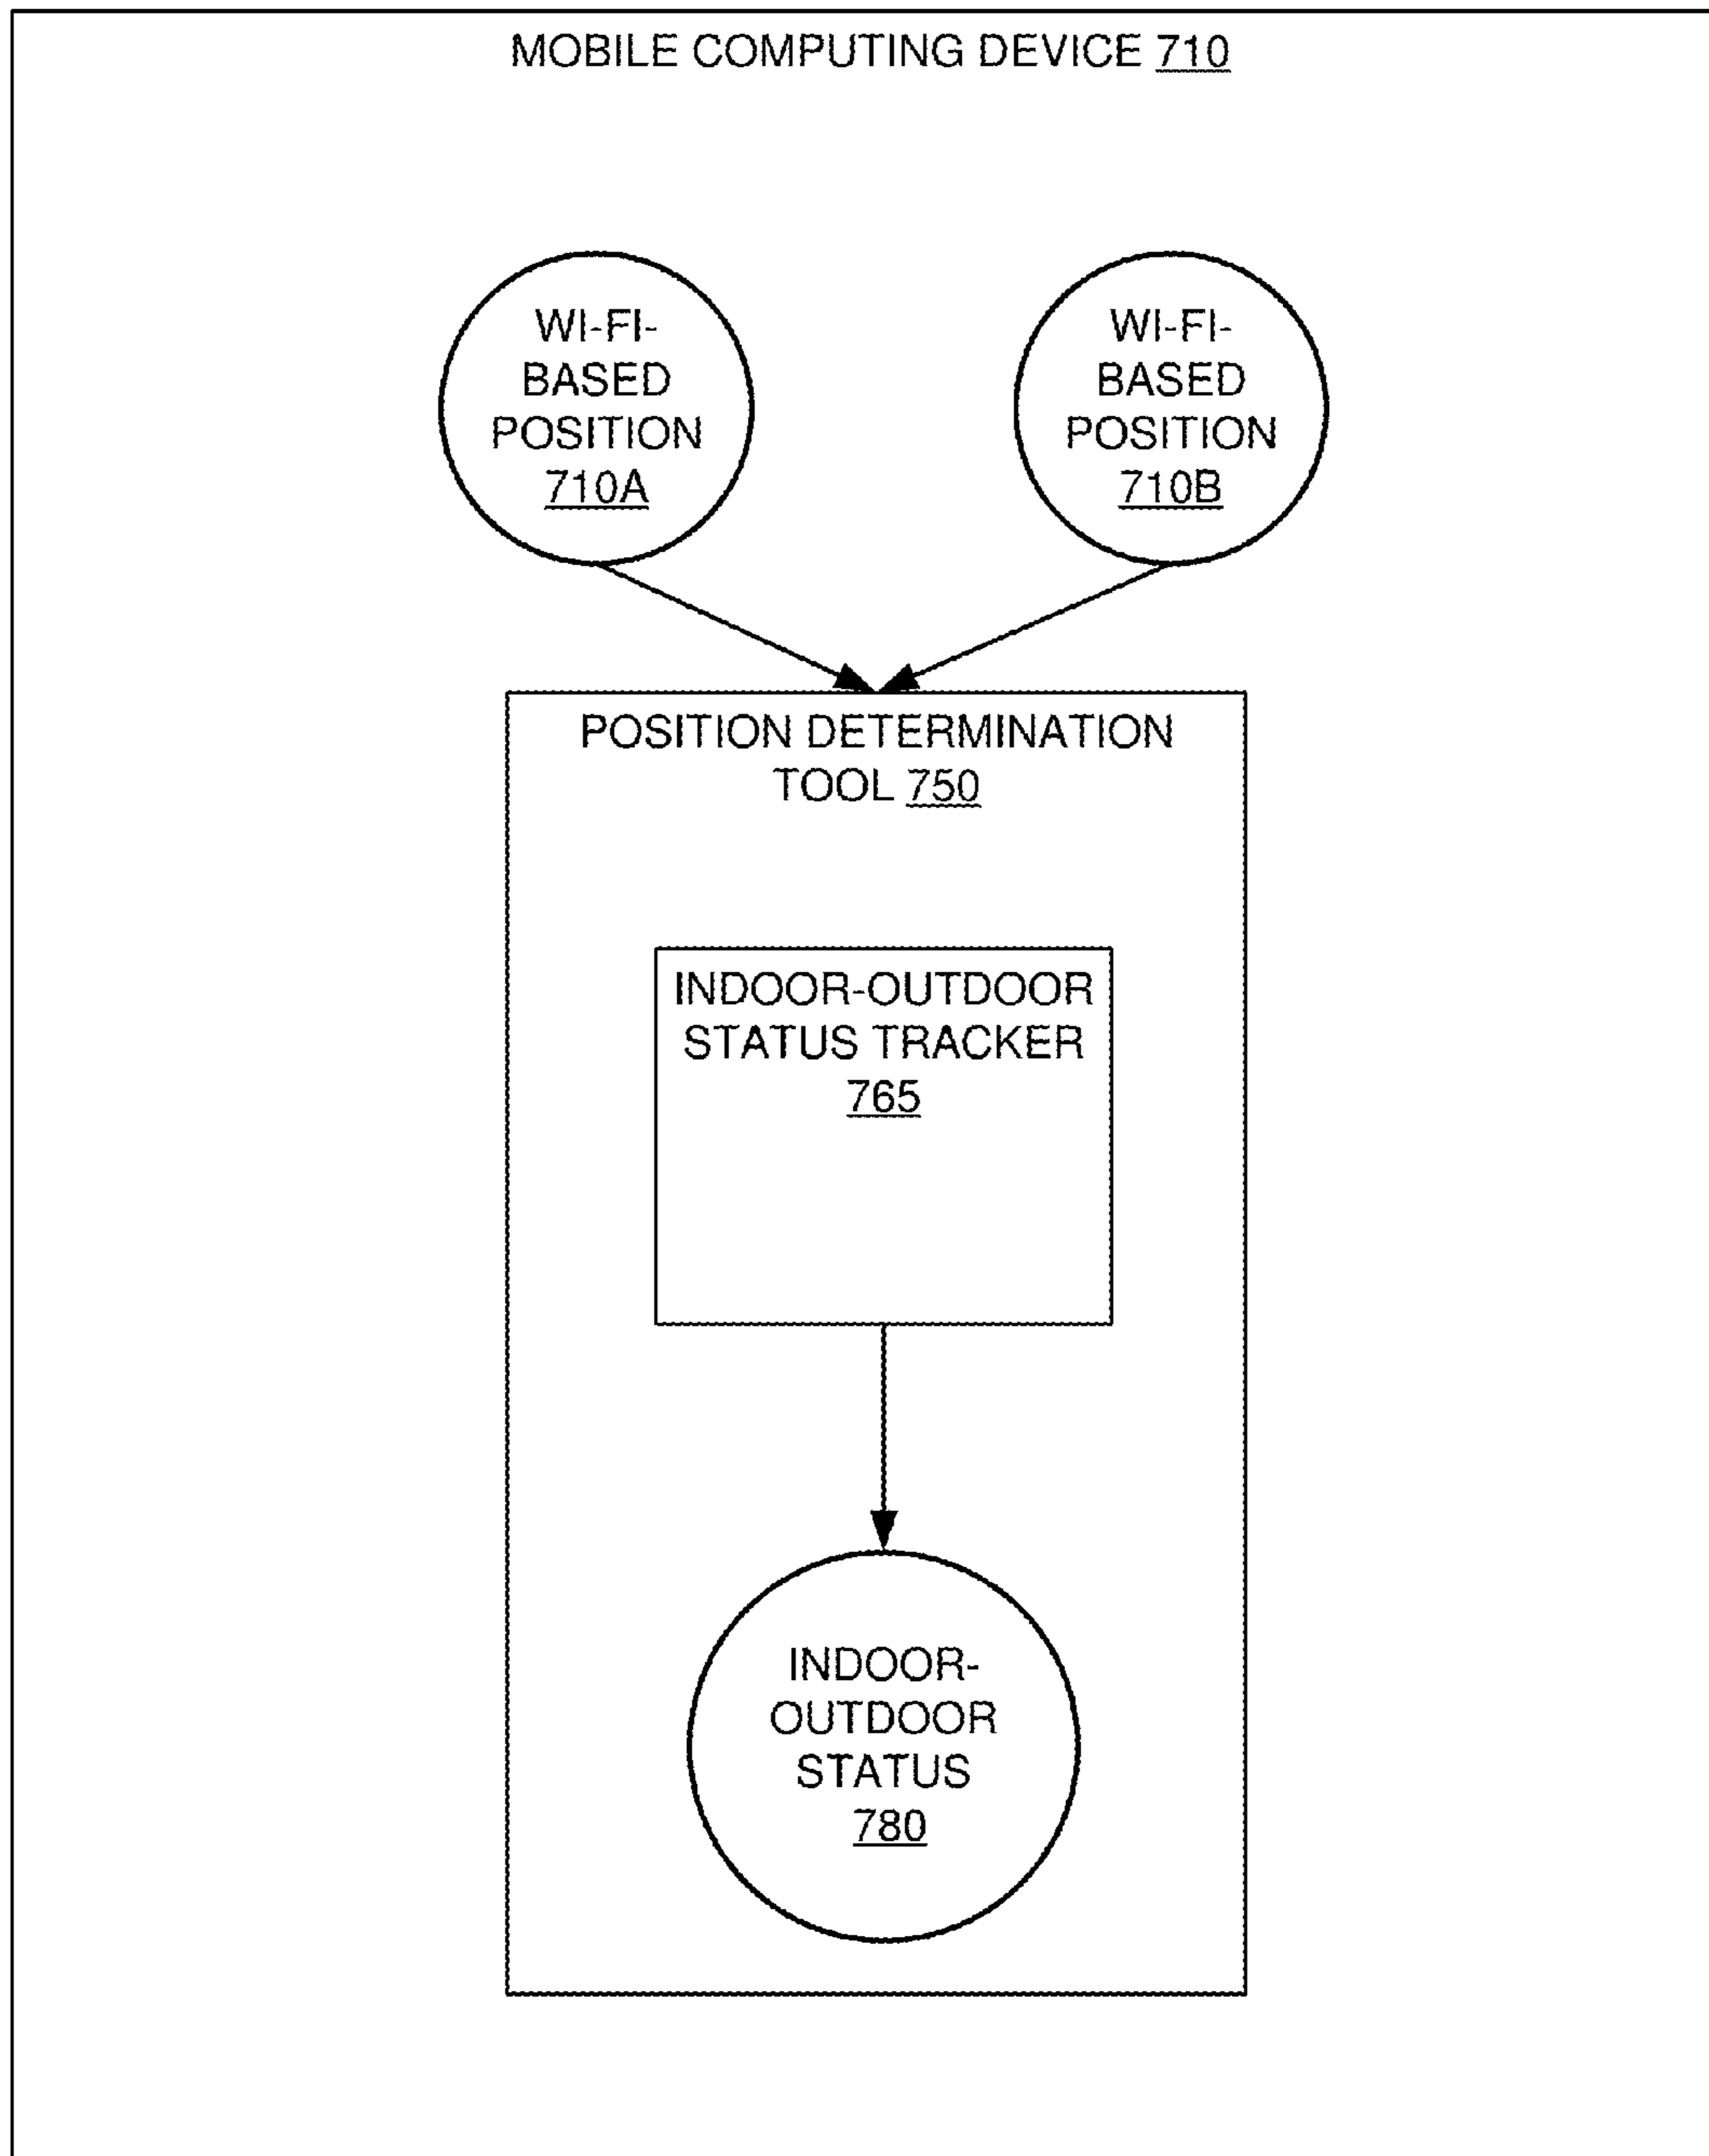 MOBILE COMPUTING DEVICE 710
WI-FI-
BASED
POSITION
710A
WI-FI-
BASED
POSITION
710B
POSITION DETERMINATION
TOOL 750
INDOOR-OUTDOOR
STATUS TRACKER
765
INDOOR-
OUTDOOR
STATUS
780